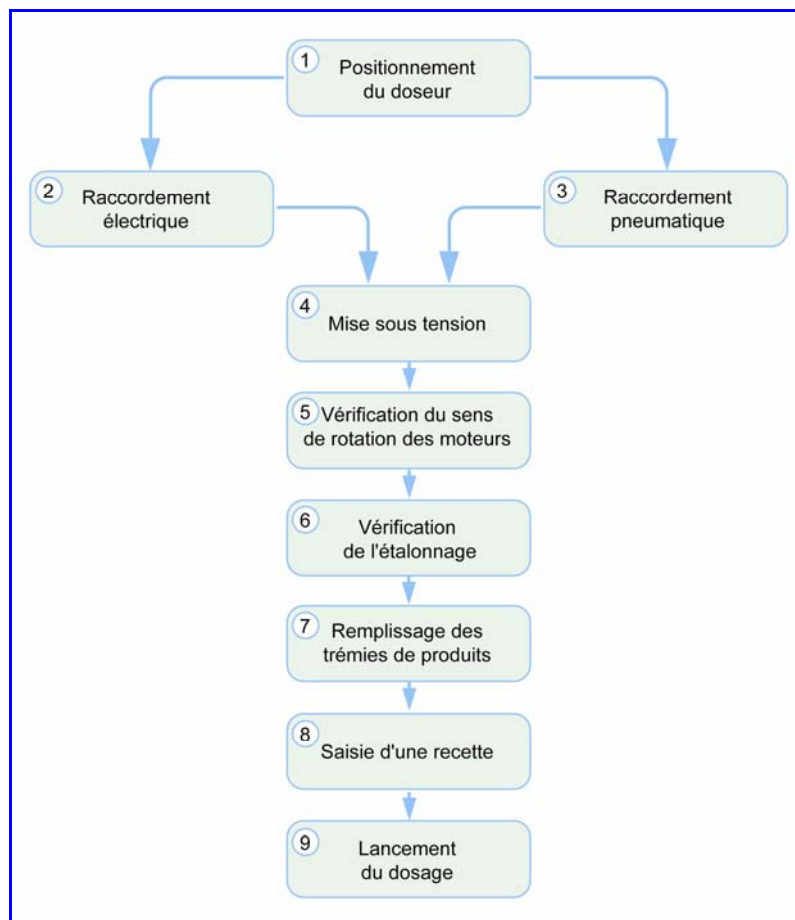 1
Positionnement
du doseur
2
Raccordement
électrique
3
Raccordement
pneumatique
4
Mise sous tension
5
Vérification du sens
de rotation des moteurs
6
Vérification
de l'étalonnage
7
Remplissage des
trémies de produits
8
Saisie d'une recette
9
Lancement
du dosage